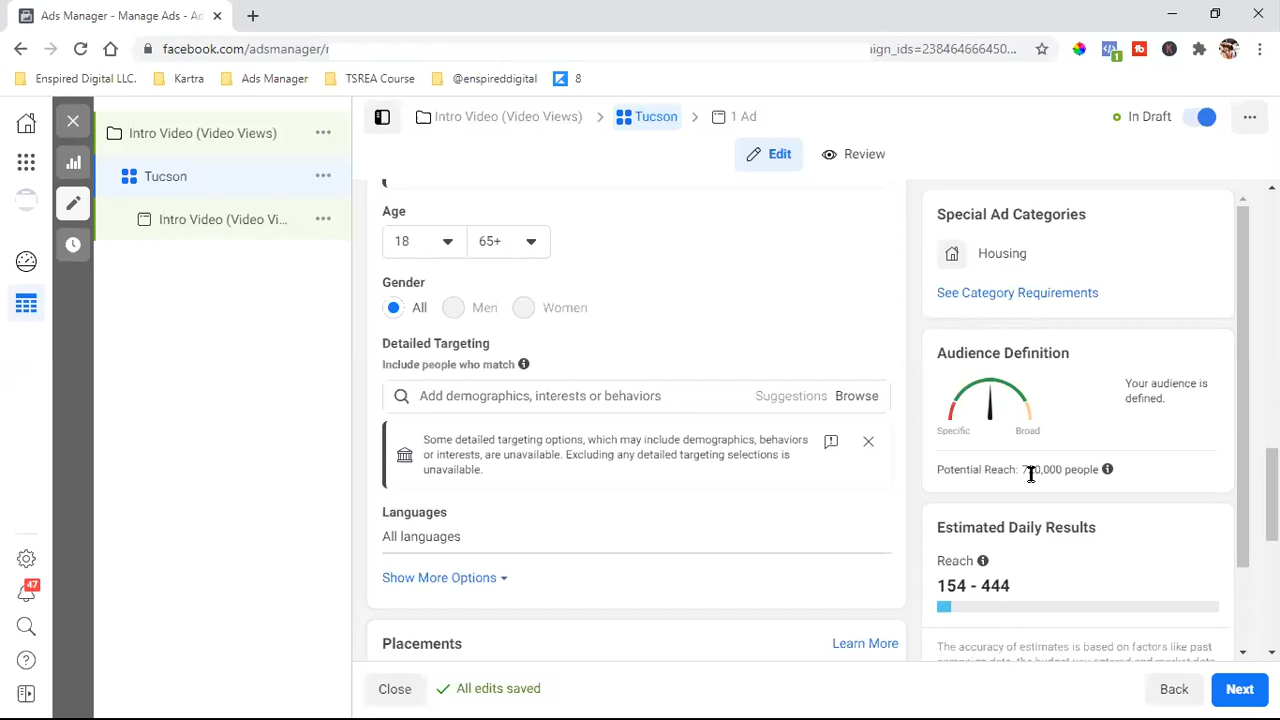 Ads Manager - Manage Ads - Ad
facebook.com/adsmanager/r
ign_ids=238464666450...
Enspired Digital LLC.
Kartra
Ads Manager
TSREA Course
@enspireddigital
8
1
Intro Video (Video Views)
Tucson
Intro Video (Video Vi...
Intro Video (Video Views)
Tucson
1 Ad
In Draft
Edit
Review
Age
18
65+
Gender
All
Men
Women
Detailed Targeting
Include people who match
Add demographics, interests or behaviors
Suggestions
Browse
Some detailed targeting options, which may include demographics, behaviors
or interests, are unavailable. Excluding any detailed targeting selections is
unavailable.
Languages
All languages
Show More Options
Placements
Learn More
Special Ad Categories
Housing
See Category Requirements
Audience Definition
Your audience is
defined.
Specific
Broad
Potential Reach: people
Estimated Daily Results
Reach
154 - 444
The accuracy of estimates is based on factors like past
47
Close
All edits saved
Back
Next